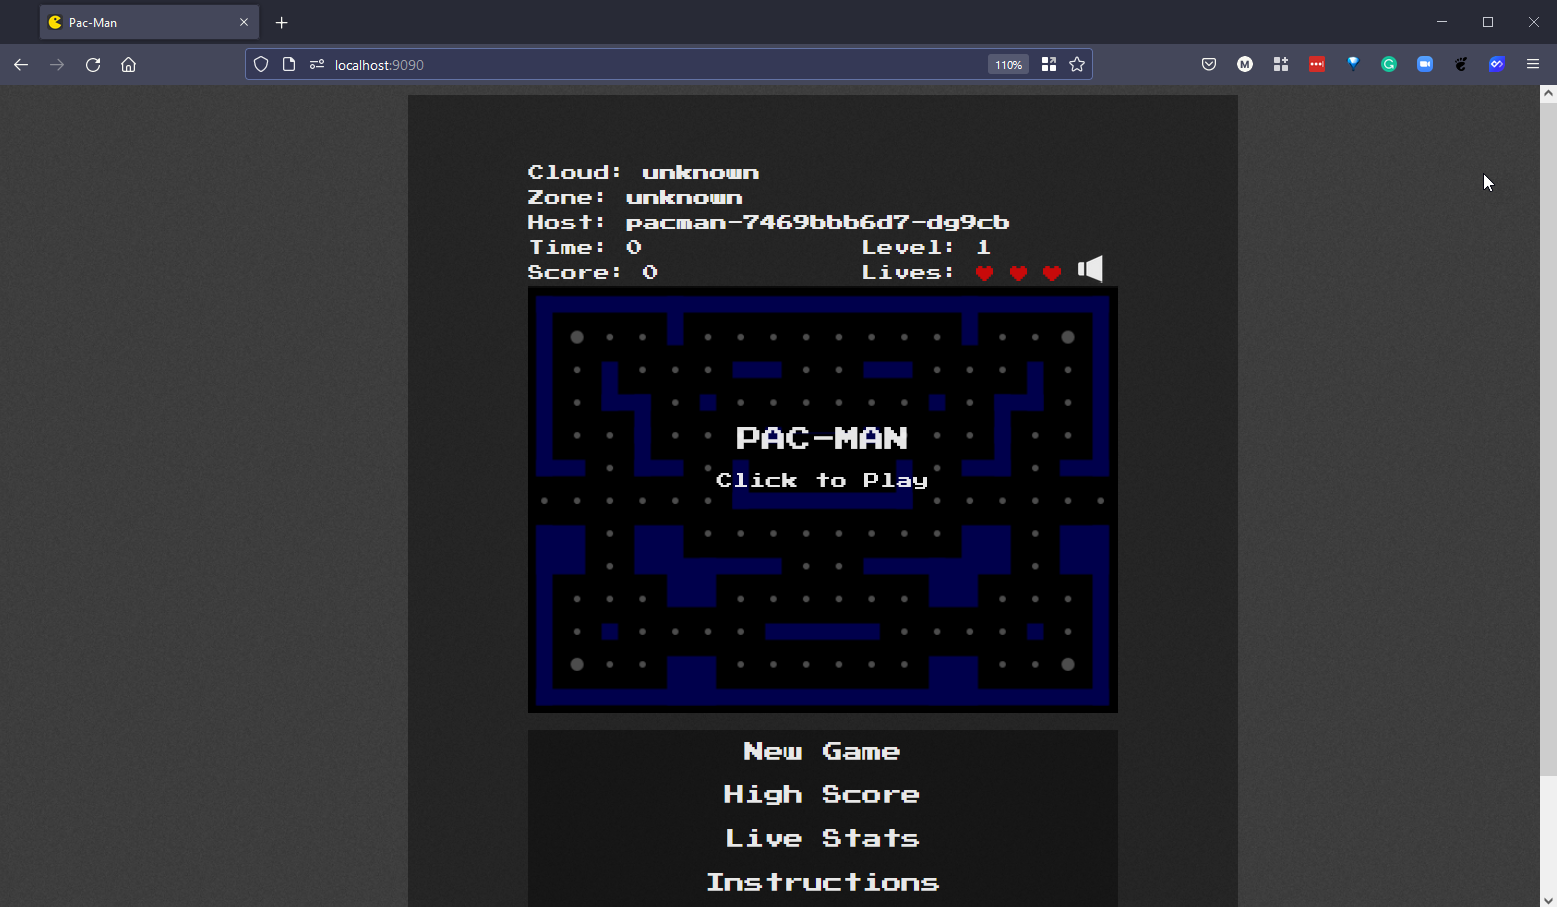 Pac-Man
localhost:9090
110%
M
Cloud: unknown
Zone: unknown
Host: pacman-7469bbb6d7-dg9cb
Time: 0 Level: 1
Score: 0 Lives:
PAC-MAN
Click to Play
New Game
High Score
Live Stats
Instructions